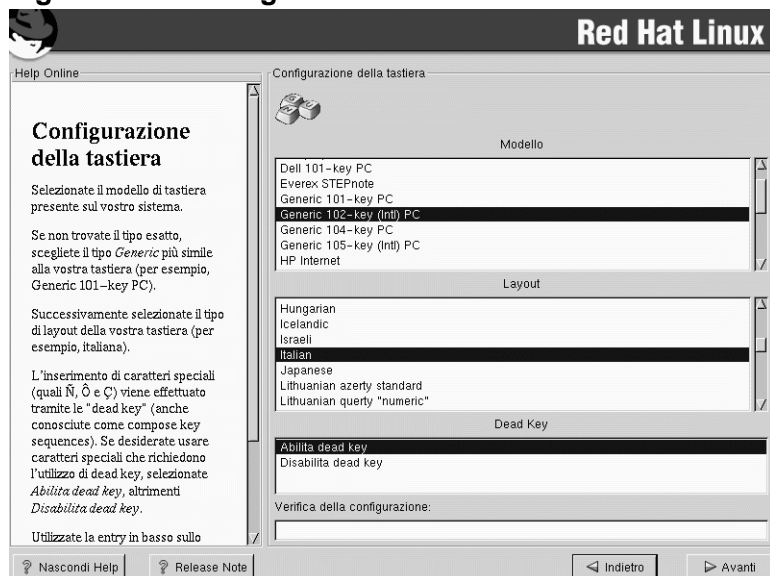 Red Hat Linux
Help Online
Configurazione
della tastiera
Selezionate il modello di tastiera
presente sul vostro sistema.
Se non trovate il tipo esatto,
scegliete il tipo Generic più simile
alla vostra tastiera (per esempio,
Generic 101-key PC).
Successivamente selezionate il tipo
di layout della vostra tastiera (per
esempio, italiana).
L'inserimento di caratteri speciali
(quali Ñ, Ô e Ç) viene effettuato
tramite le "dead key" (anche
conosciute come compose key
sequences). Se desiderate usare
caratteri speciali che richiedono
l'utilizzo di dead key, selezionate
Abilita dead key, altrimenti
Disabilita dead key.
Utilizzate la entry in basso sullo
Configurazione della tastiera
Modello
Dell 101-key PC
Everex STEPnote
Generic 101-key PC
Generic 102-key (Intl) PC
Generic 104-key PC
Generic 105-key (Intl) PC
HP Internet
Layout
Hungarian
Icelandic
Israeli
Italian
Japanese
Lithuanian azerty standard
Lithuanian querty "numeric"
Dead Key
Abilita dead key
Disabilita dead key
Verifica della configurazione:
Nascondi Help
Release Note
Indietro
Avanti